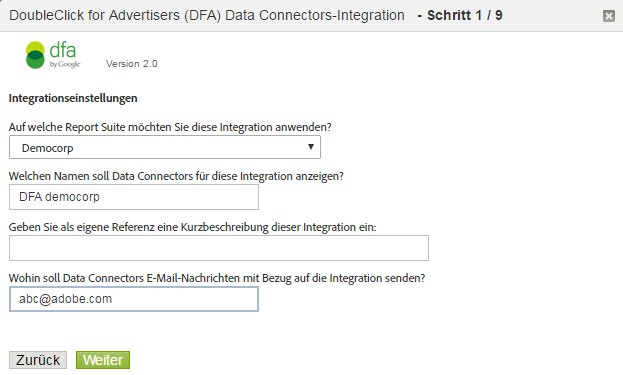 DoubleClick for Advertisers (DFA) Data Connectors-Integration - Schritt 1 / 9
dfa
by Google
Version 2.0
Integrationseinstellungen
Auf welche Report Suite möchten Sie diese Integration anwenden?
Democorp
Welchen Namen soll Data Connectors für diese Integration anzeigen?
DFA democorp
Geben Sie als eigene Referenz eine Kurzbeschreibung dieser Integration ein:
Wohin soll Data Connectors E-Mail-Nachrichten mit Bezug auf die Integration senden?
abc@adobe.com
Zurück Weiter